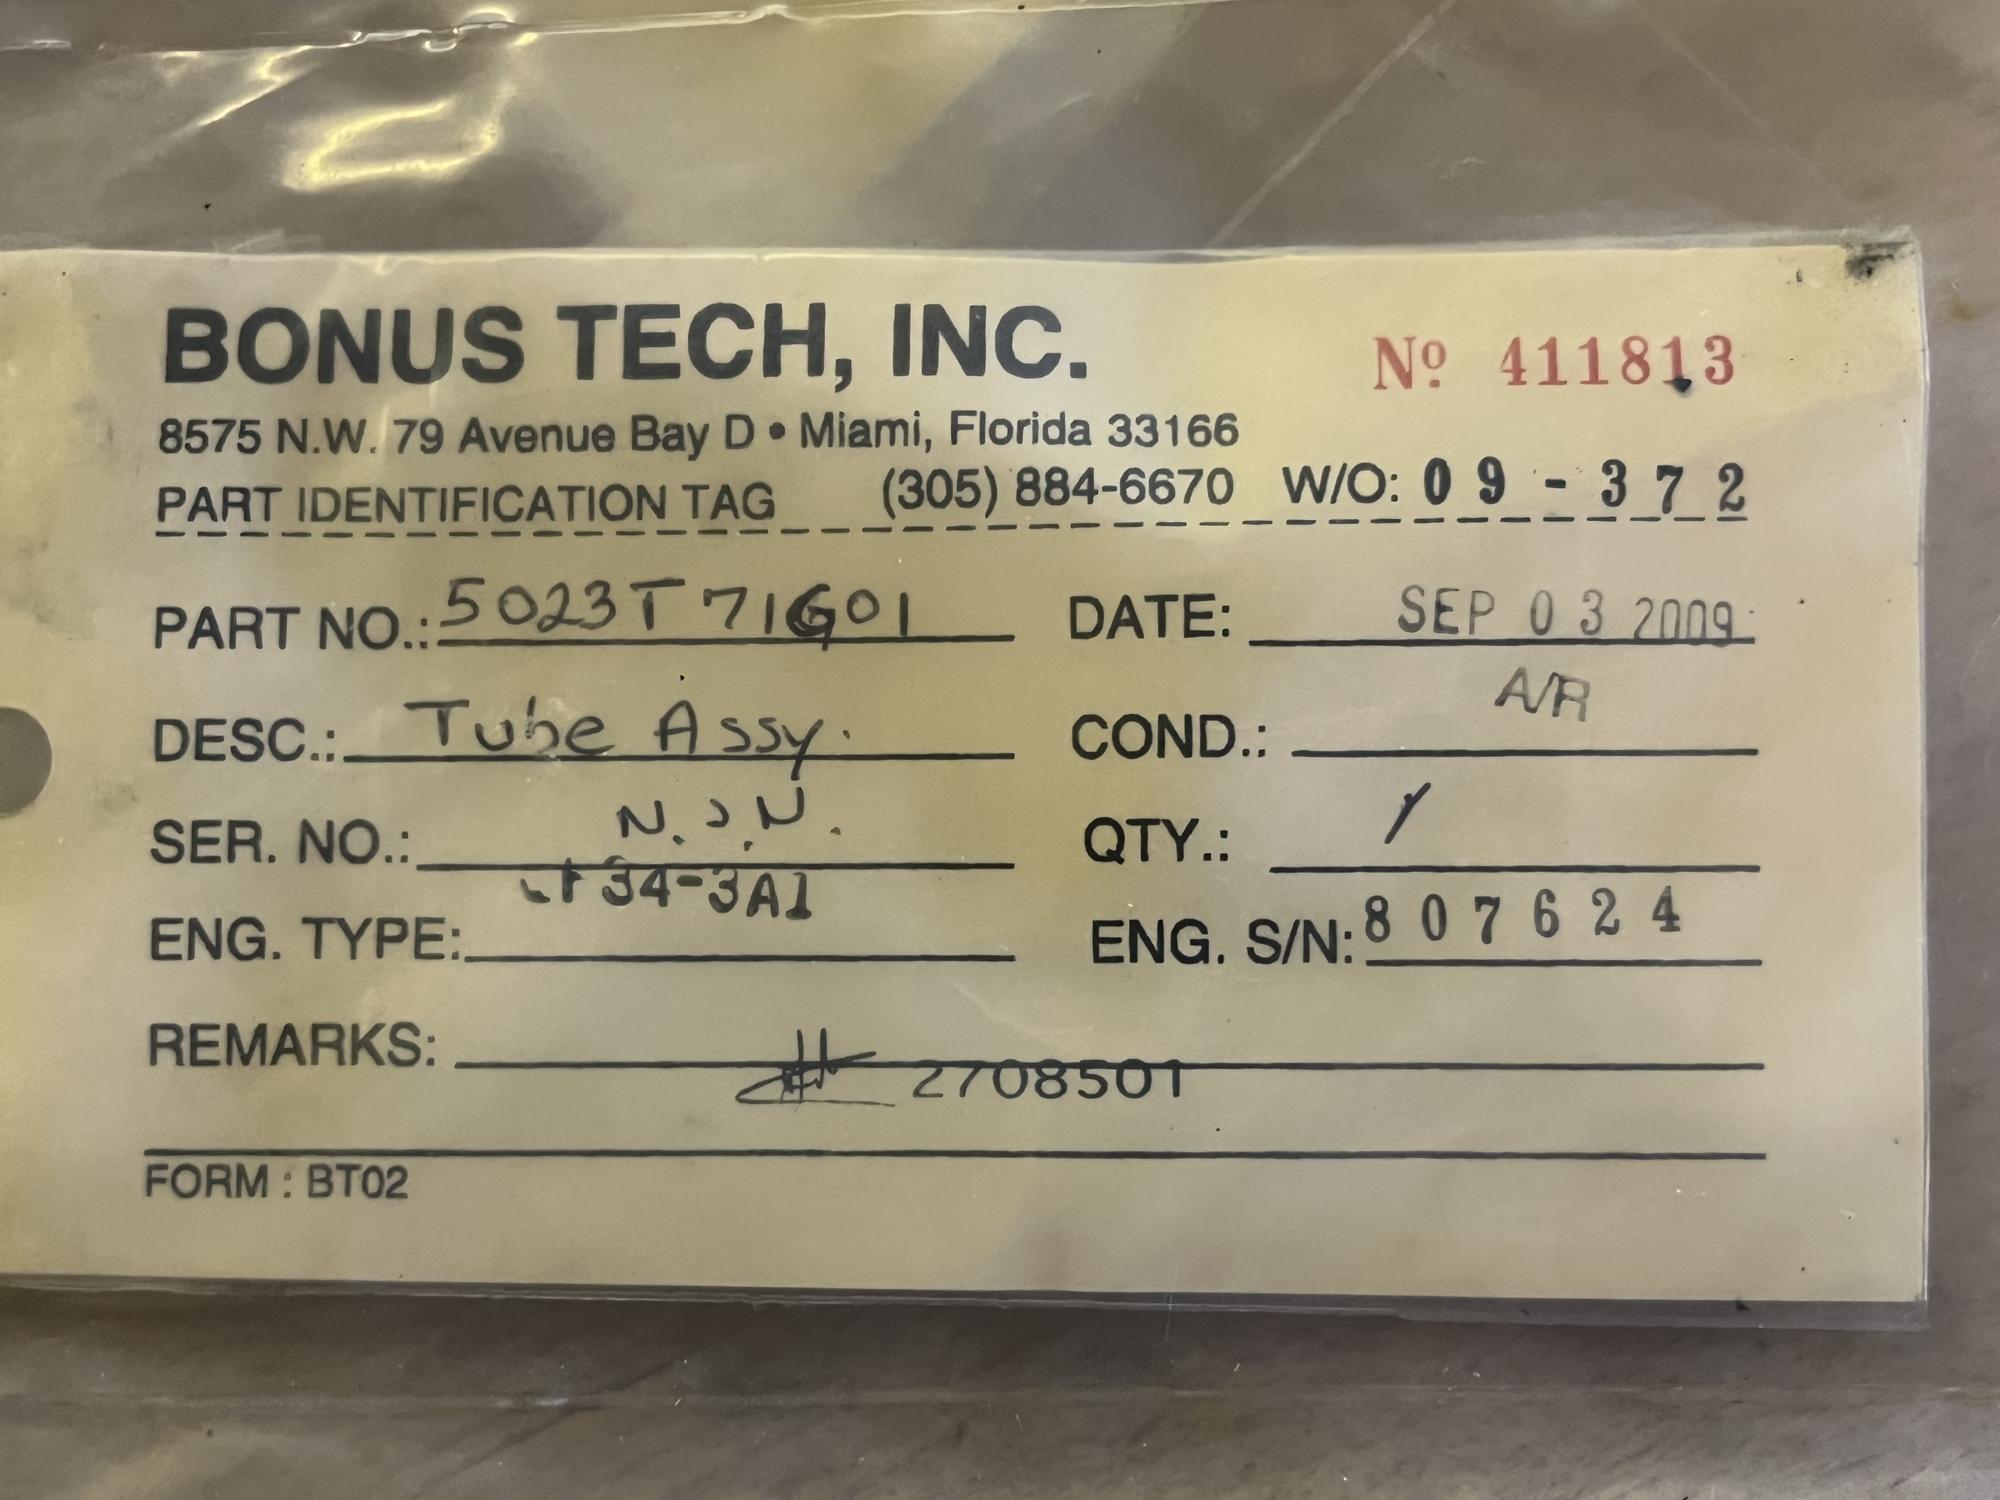 BONUS TECH, INC.
Nº 411813
8575 N.W. 79 Avenue Bay D • Miami, Florida 33166
PART IDENTIFICATION TAG (305) 884-6670 W/O: 09-372
PART NO.: 5023T71G01 DATE: SEP 03 2009
DESC.: Tube Assy. COND.: A/R
SER. NO.: QTY.: 1
ENG. TYPE: 34-3A1 ENG. S/N: 807624
REMARKS:
2708501
FORM : BT02